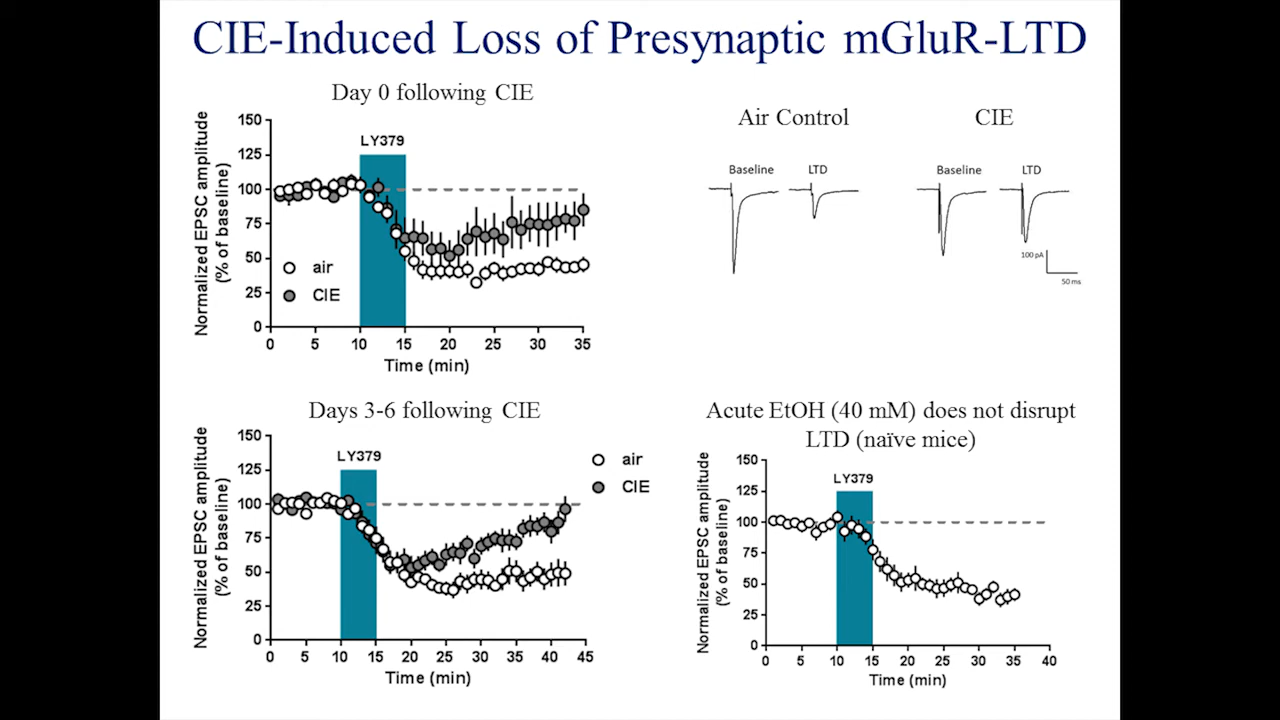 CIE-Induced Loss of Presynaptic mGluR-LTD
Day 0 following CIE
Normalized EPSC amplitude
(% of baseline)
150
125
100
75
50
25
0
LY379
air
CIE
0 5 10 15 20 25 30 35
Time (min)
Air Control
CIE
Baseline LTD
Baseline LTD
100 pA
50 ms
Days 3-6 following CIE
Normalized EPSC amplitude
(% of baseline)
150
125
100
75
50
25
0
LY379
air
CIE
0 5 10 15 20 25 30 35 40 45
Time (min)
Acute EtOH (40 mM) does not disrupt
LTD (naïve mice)
Normalized EPSC amplitude
(% of baseline)
150
125
100
75
50
25
0
LY379
0 5 10 15 20 25 30 35 40
Time (min)